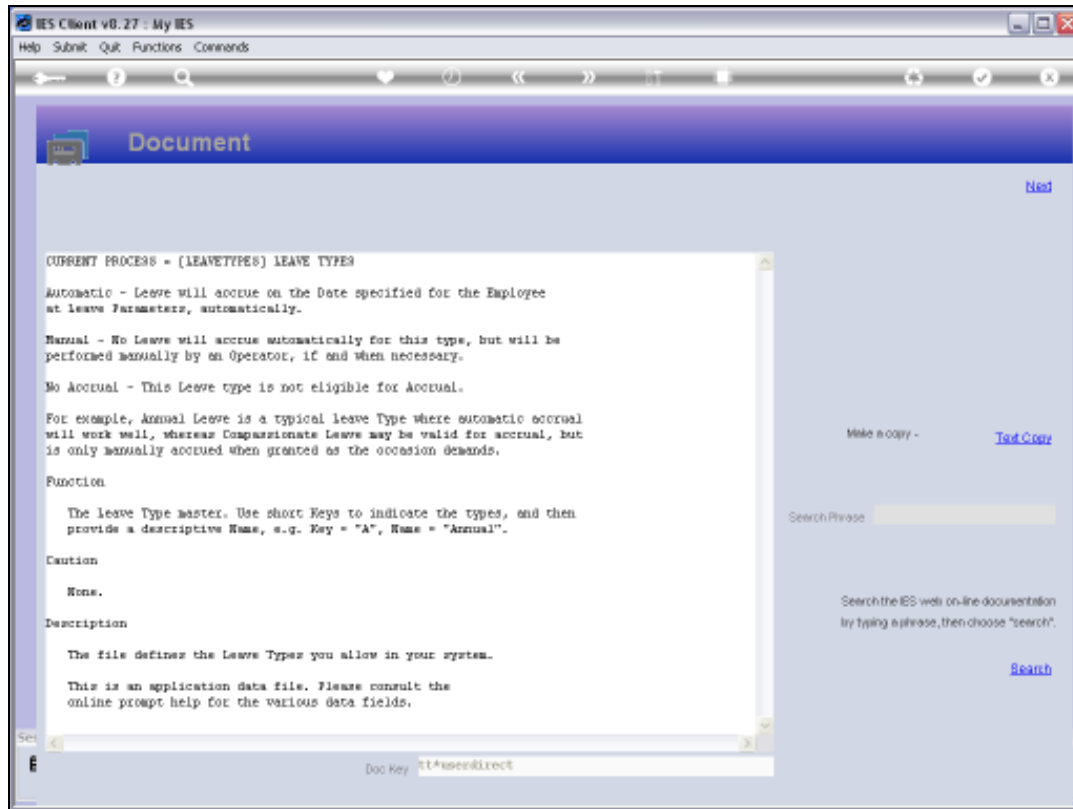 IES Client v8.27 : My IES
Help Submit Quit Functions Commands
Document
Next
CURRENT PROCESS = [LEAVETYPES] LEAVE TYPES
Automatic - Leave will accrue on the Date specified for the Employee
at leave Parameters, automatically.
Manual - No Leave will accrue automatically for this type, but will be
performed manually by an Operator, if and when necessary.
No Accrual - This Leave type is not eligible for Accrual.
For example, Annual Leave is a typical leave Type where automatic accrual
will work well, whereas Compassionate Leave may be valid for accrual, but
is only manually accrued when granted as the occasion demands.
Function
The leave Type master. Use short Keys to indicate the types, and then
provide a descriptive Name, e.g. Key = "A", Name = "Annual".
Caution
None.
Description
The file defines the Leave Types you allow in your system.
This is an application data file. Please consult the
online prompt help for the various data fields.
Make a copy -
Text Copy
Search Phrase
Search the IES web on-line documentation
by typing a phrase, then choose "search".
Search
Doc Key tt*userdirect